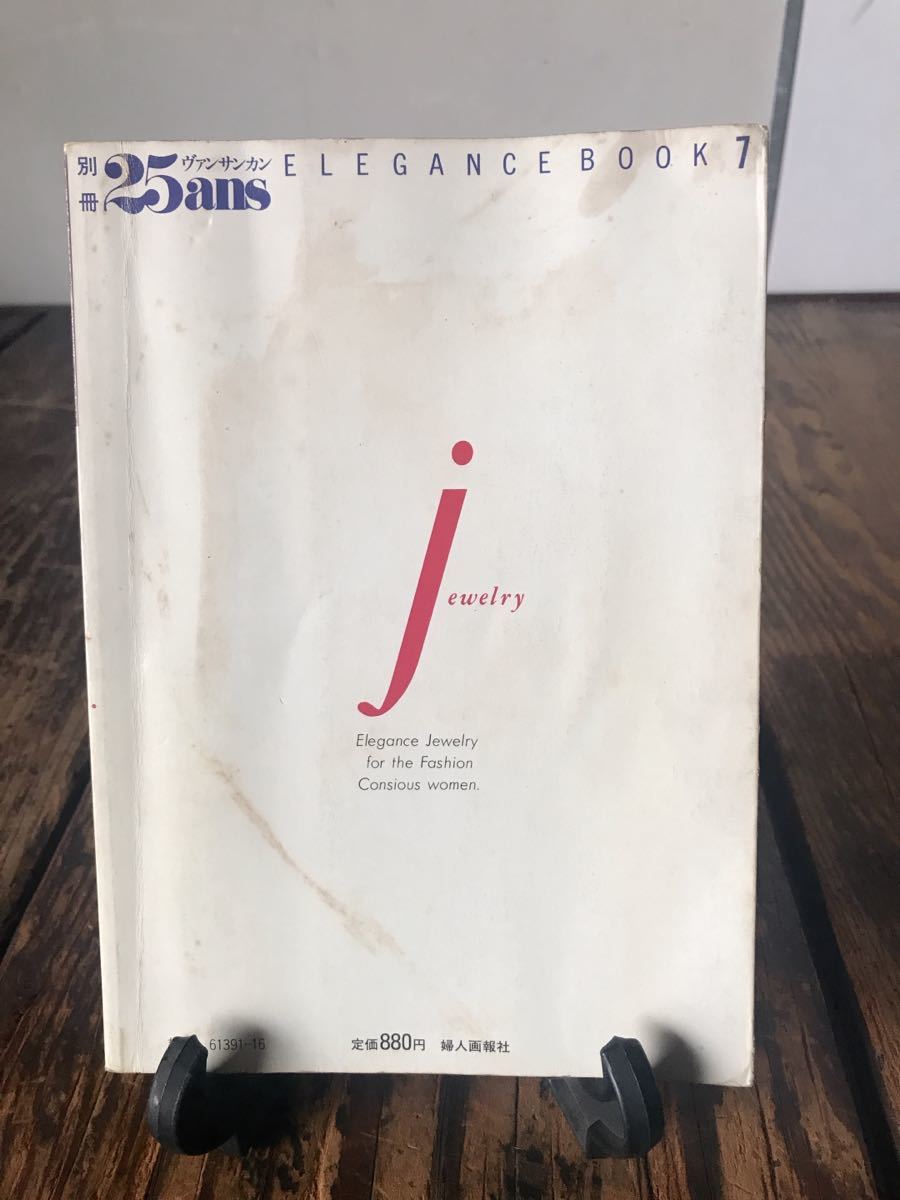 別冊 25ans ヴァンサンカン ELEGANCE BOOK 7
jewelry
Elegance Jewelry
for the Fashion
Consious women.
61391-16 定価880円 婦人画報社